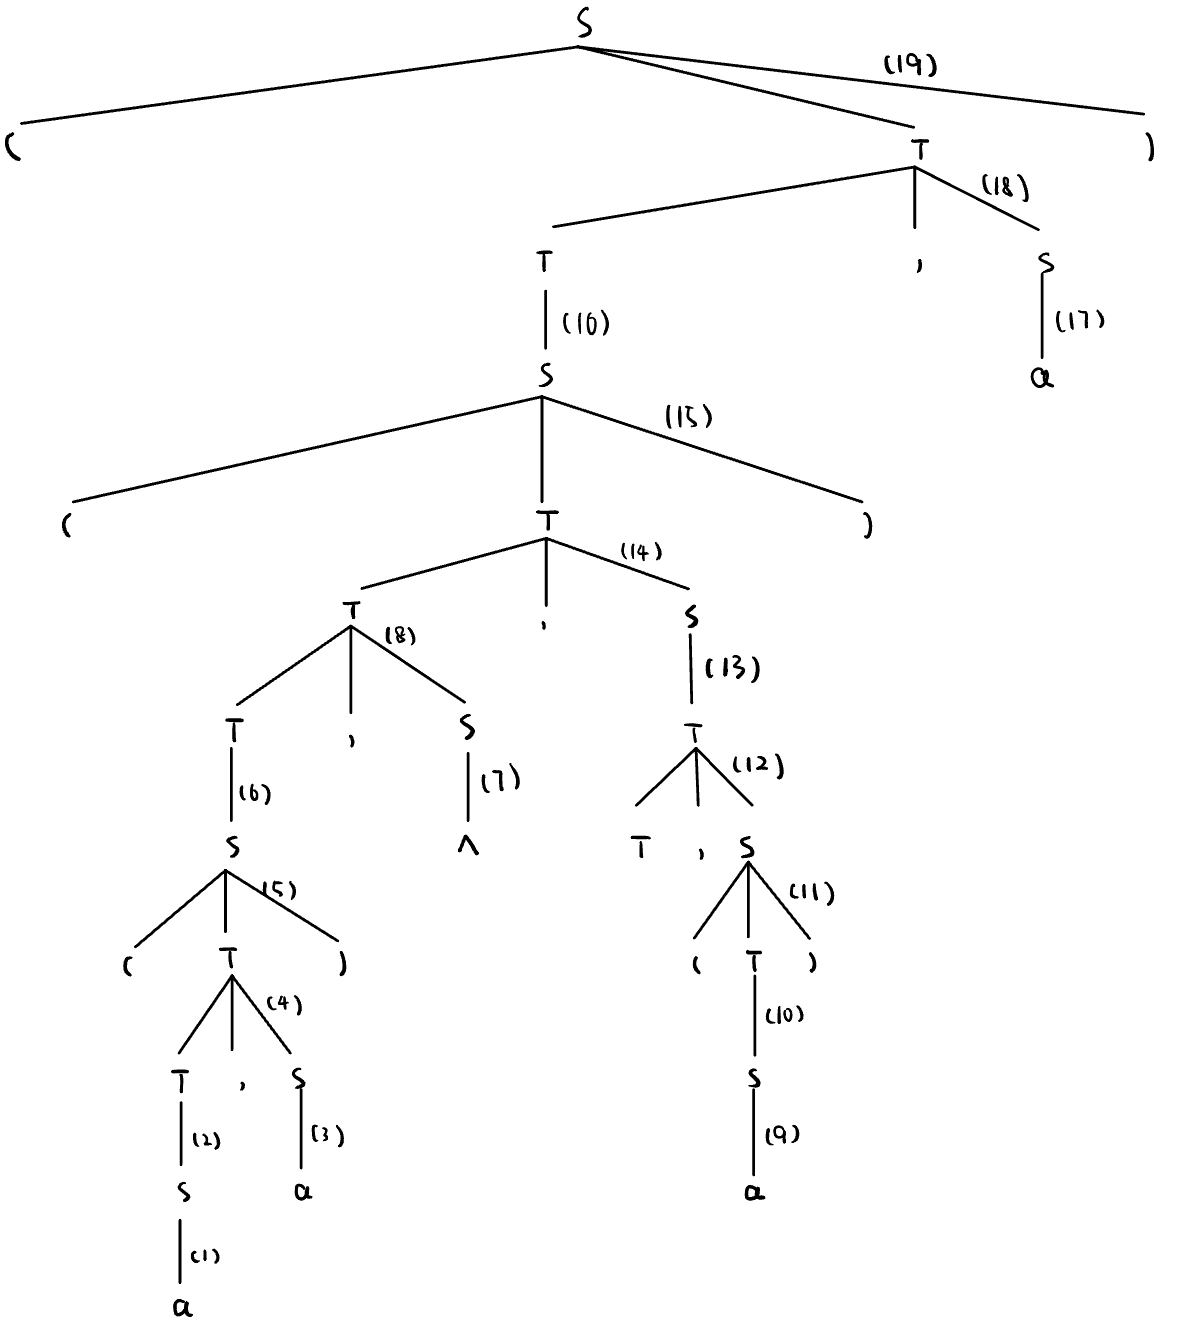 S
(19)
( T )
(18)
T , S
(16) (17)
S a
(15)
( T )
(14)
T , S
(8) (13)
T , S T
(6) (7) (12)
S ∧ T , S
(5) (11)
( T ) ( T )
(4) (10)
T , S S
(2) (3) (9)
S a a
(1)
a